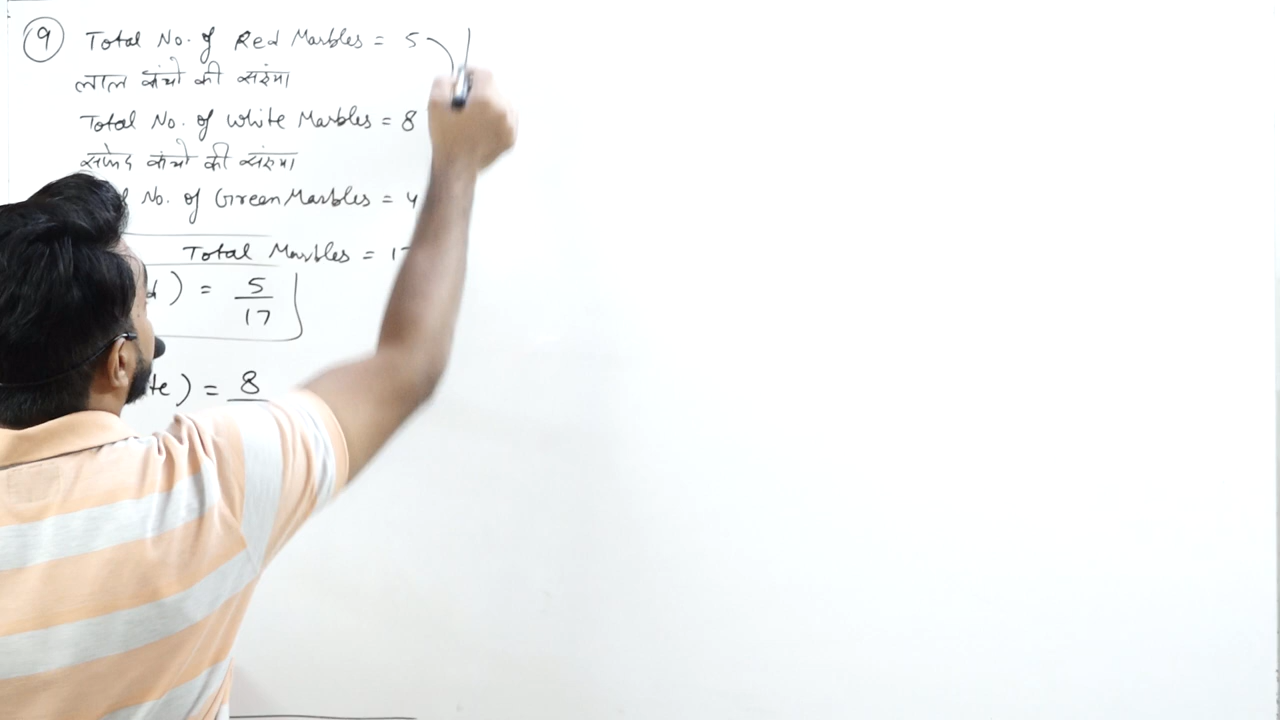 9 Total No. of Red Marbles = 5
लाल कंचो की संख्या
Total No. of white Marbles = 8
सफेद कंचो की संख्या
No. of Green Marbles = 4
Total Marbles = 17
) = 5/17
) = 8